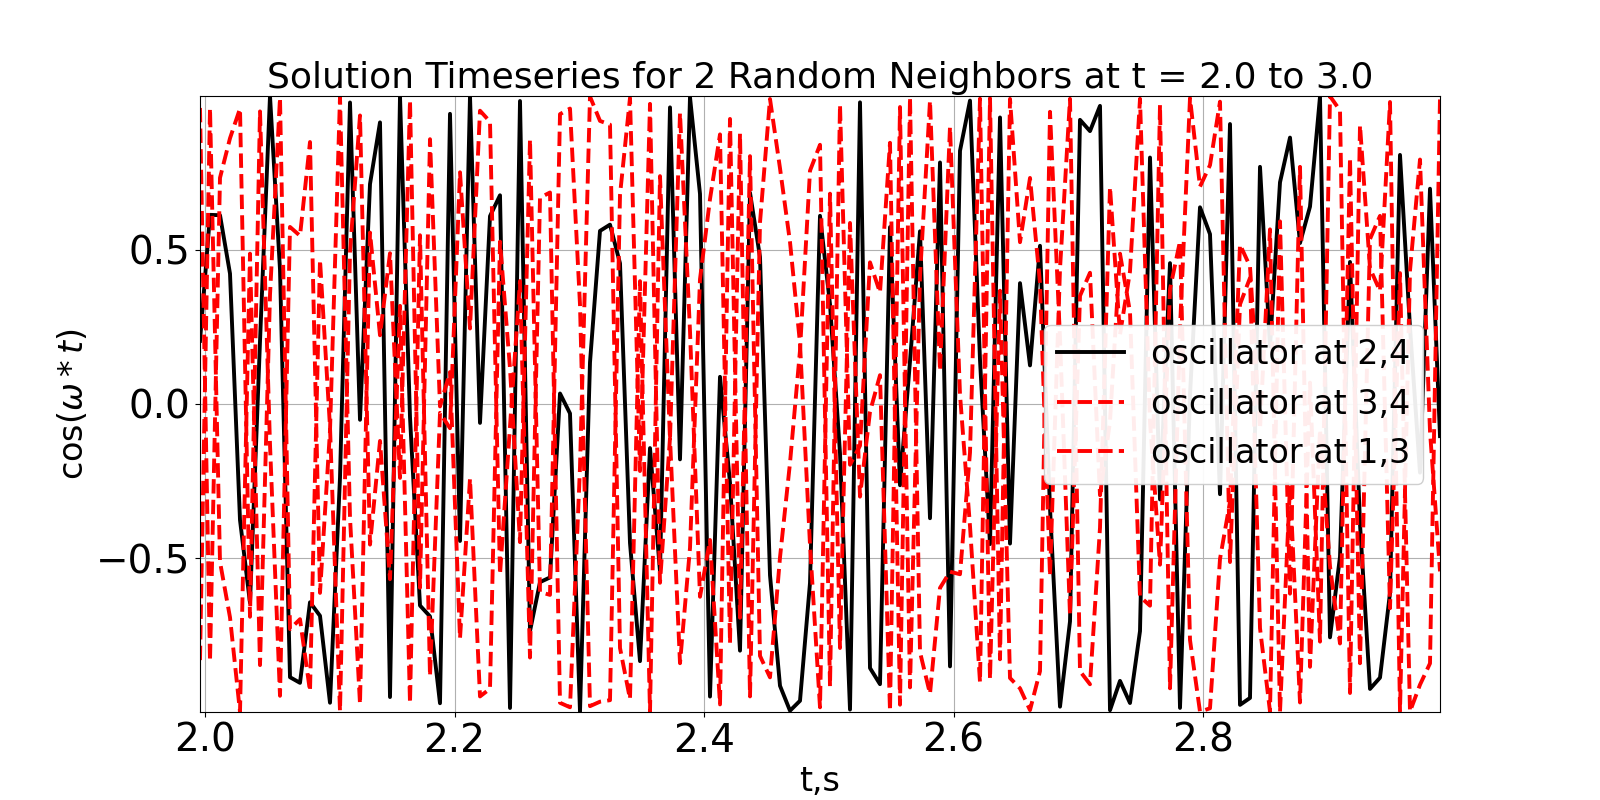 Solution Timeseries for 2 Random Neighbors at t = 2.0 to 3.0
cos(ω * t)
0.5
0.0
−0.5
oscillator at 2,4
oscillator at 3,4
oscillator at 1,3
2.0 2.2 2.4 2.6 2.8
t,s